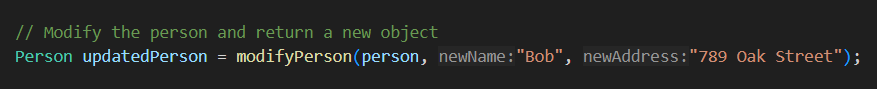 // Modify the person and return a new object
Person updatedPerson = modifyPerson(person, newName:"Bob", newAddress:"789 Oak Street");